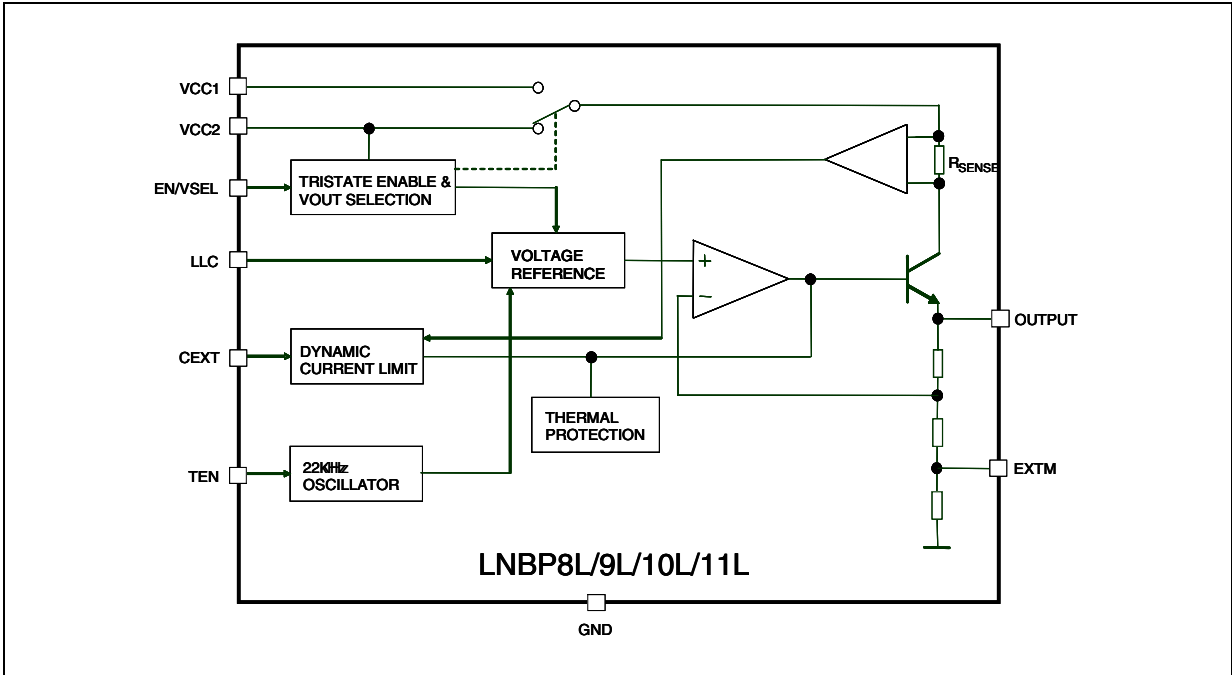 VCC1
VCC2
EN/VSEL
TRISTATE ENABLE &
VOUT SELECTION
RSENSE
LLC
VOLTAGE
REFERENCE
+
−
OUTPUT
CEXT
DYNAMIC
CURRENT LIMIT
THERMAL
PROTECTION
TEN
22KHz
OSCILLATOR
EXTM
LNBP8L/9L/10L/11L
GND